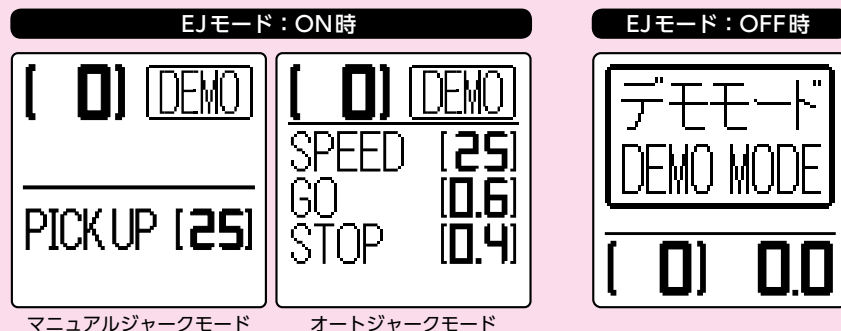 EJモード：ON時
[ 0] DEMO
PICK UP [25]
マニュアルジャークモード
[ 0] DEMO
SPEED [25]
GO [0.6]
STOP [0.4]
オートジャークモード
EJモード：OFF時
デモモード
DEMO MODE
[ 0] 0.0